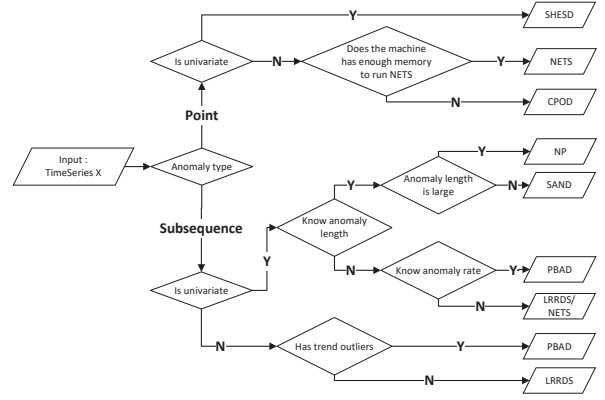 Y
SHESD
Is univariate
N
Does the machine
has enough memory
to run NETS
Y
NETS
N
CPOD
Point
Input :
TimeSeries X
Anomaly type
Y
NP
Anomaly length
is large
Y
N
SAND
Subsequence
Know anomaly
length
Y
Is univariate
N
Know anomaly rate
Y
PBAD
N
LRRDS/
NETS
N
Has trend outliers
Y
PBAD
N
LRRDS